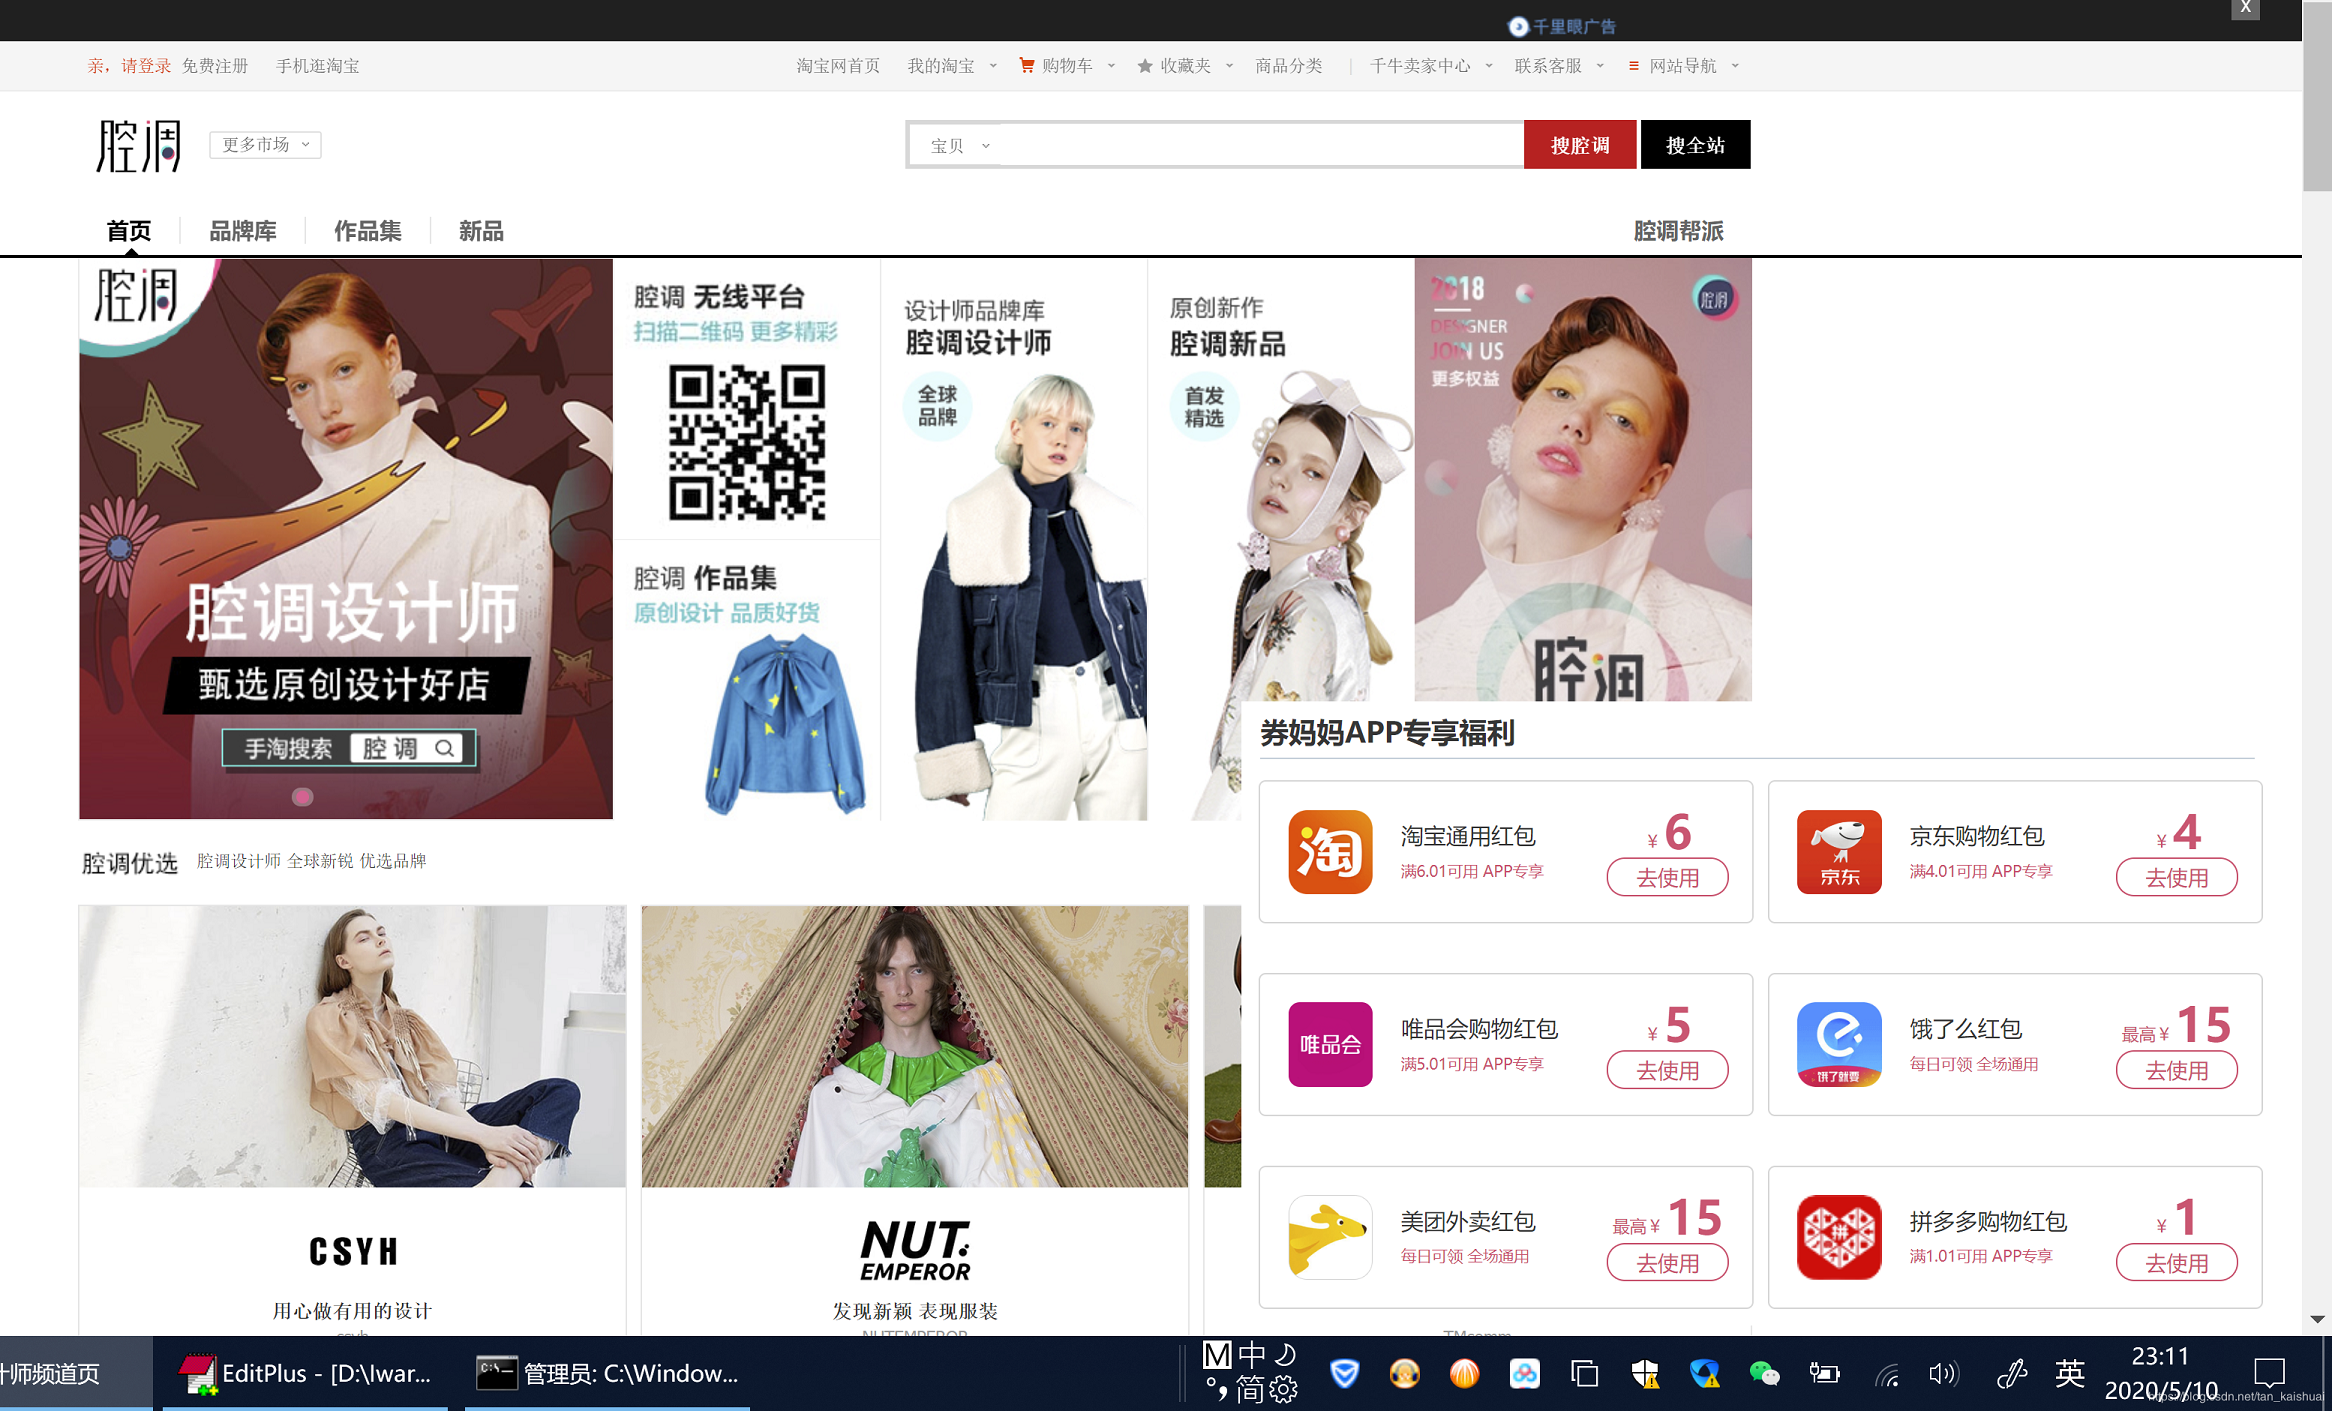 X
千里眼广告
亲，请登录 免费注册 手机逛淘宝
淘宝网首页 我的淘宝 购物车 收藏夹 商品分类 千牛卖家中心 联系客服 网站导航
腔调 更多市场
宝贝 搜腔调 搜全站
首页 品牌库 作品集 新品 腔调帮派
腔调
腔调设计师
甄选原创设计好店
手淘搜索 腔调
腔调 无线平台
扫描二维码 更多精彩
腔调 作品集
原创设计 品质好货
设计师品牌库
腔调设计师
全球
品牌
原创新作
腔调新品
首发
精选
2018
DESIGNER
JOIN US
更多权益
腔调
腔调
腔调优选 腔调设计师 全球新锐 优选品牌
CSYH
用心做有用的设计
csyh
NUT.
EMPEROR
发现新颖 表现服装
NUTEMPEROR
券妈妈APP专享福利
淘
淘宝通用红包
满6.01可用 APP专享
¥ 6
去使用
京东
京东购物红包
满4.01可用 APP专享
¥ 4
去使用
唯品会
唯品会购物红包
满5.01可用 APP专享
¥ 5
去使用
饿了就要
饿了么红包
每日可领 全场通用
最高¥ 15
去使用
美团外卖红包
每日可领 全场通用
最高¥ 15
去使用
拼
拼多多购物红包
满1.01可用 APP专享
¥ 1
去使用
计师频道页
EditPlus - [D:\lwar...
C:\
管理员: C:\Window...
M 中
简
英
23:11
2020/5/10
https://blog.csdn.net/tan_kaishuai